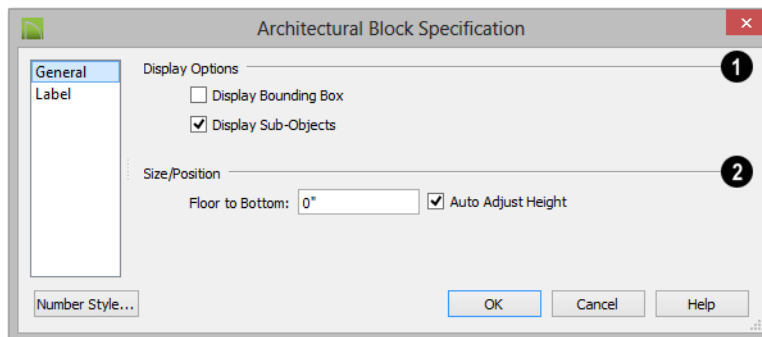 Architectural Block Specification
General
Label
Display Options
1
Display Bounding Box
Display Sub-Objects
Size/Position
2
Floor to Bottom: 0" Auto Adjust Height
Number Style... OK Cancel Help